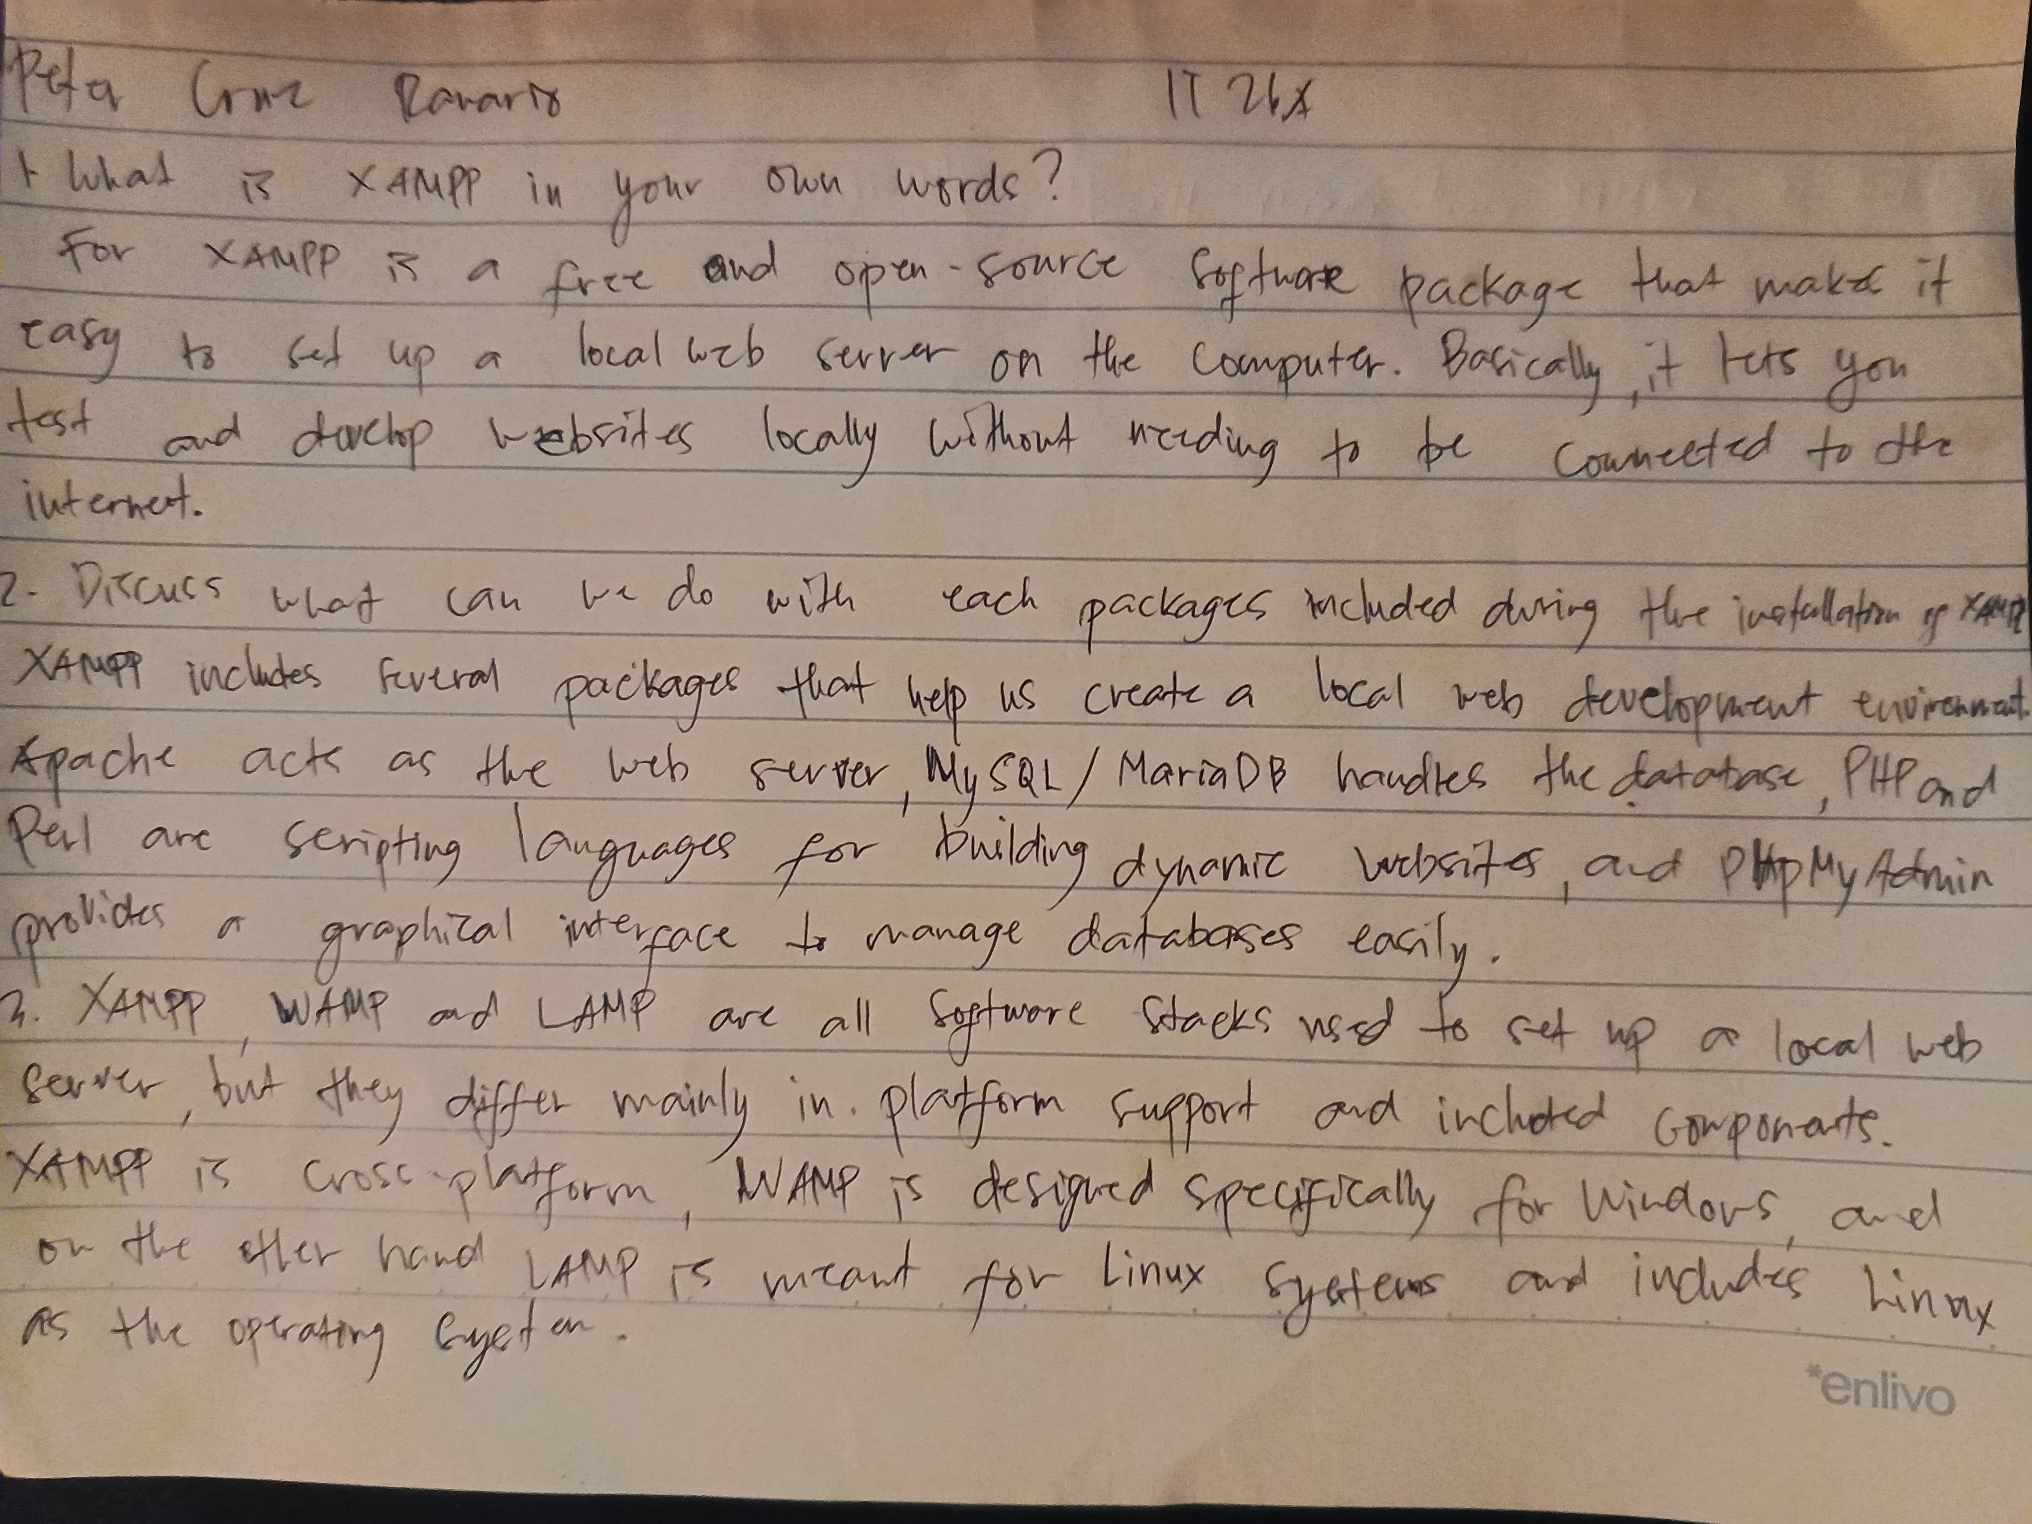 Peter Cruz Ranario IT 26X
1 What is XAMPP in your own words?
For XAMPP is a free and open-source software package that makes it
easy to set up a local web server on the computer. Basically, it lets you
test and develop websites locally without needing to be connected to the
internet.
2. Discuss what can we do with each packages included during the installation of XAMPP
XAMPP includes several packages that help us create a local web development environment.
Apache acts as the web server, MySQL/MariaDB handles the database, PHP and
Perl are scripting languages for building dynamic websites, and PHpMyAdmin
provides a graphical interface to manage databases easily.
3. XAMPP, WAMP and LAMP are all software stacks used to set up a local web
server, but they differ mainly in. platform support and included components.
XAMPP is cross-platform, WAMP is designed specifically for Windows, and
on the other hand LAMP is meant for Linux systems and includes Linux
as the operating system.
*enlivo